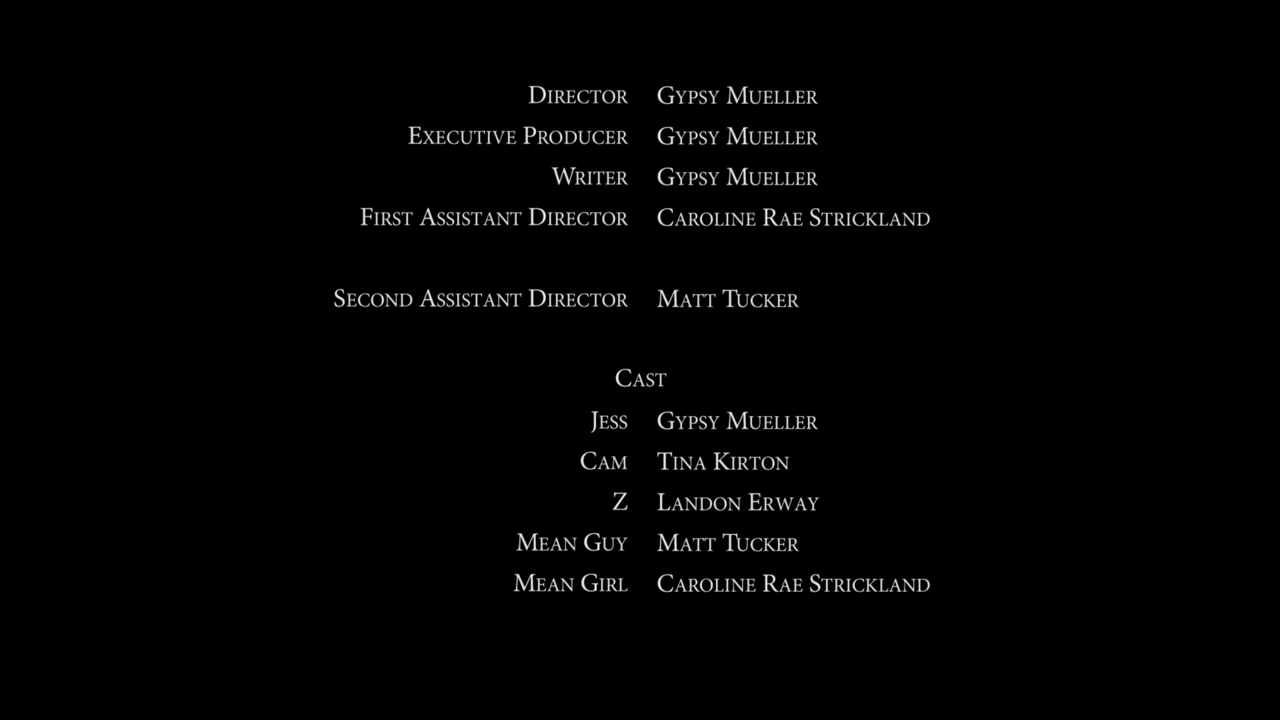 Director Gypsy Mueller
Executive Producer Gypsy Mueller
Writer Gypsy Mueller
First Assistant Director Caroline Rae Strickland
Second Assistant Director Matt Tucker
Cast
Jess Gypsy Mueller
Cam Tina Kirton
Z Landon Erway
Mean Guy Matt Tucker
Mean Girl Caroline Rae Strickland